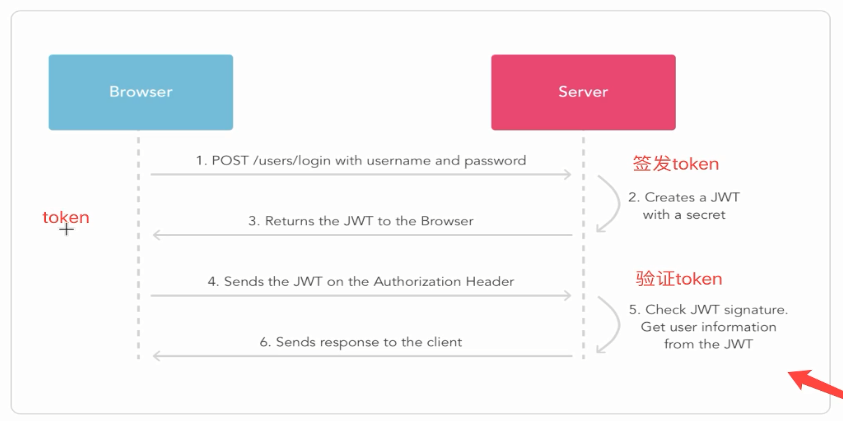 Browser
Server
1. POST /users/login with username and password
签发token
2. Creates a JWT
with a secret
token
3. Returns the JWT to the Browser
4. Sends the JWT on the Authorization Header
验证token
5. Check JWT signature.
Get user information
from the JWT
6. Sends response to the client